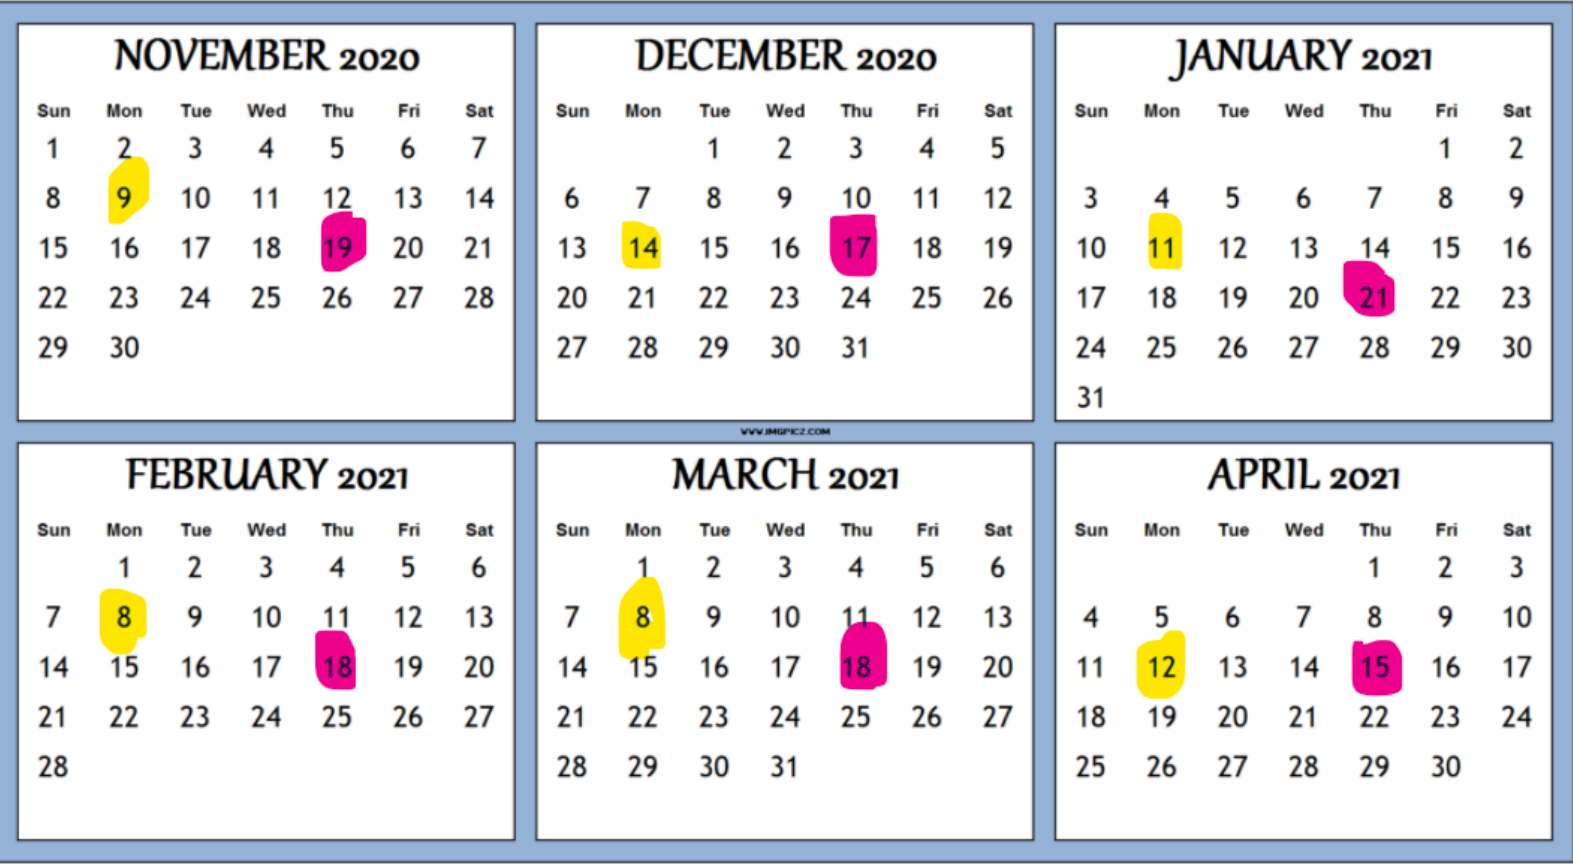 NOVEMBER 2020
Sun Mon Tue Wed Thu Fri Sat
1 2 3 4 5 6 7
8 9 10 11 12 13 14
15 16 17 18 19 20 21
22 23 24 25 26 27 28
29 30
DECEMBER 2020
Sun Mon Tue Wed Thu Fri Sat
1 2 3 4 5
6 7 8 9 10 11 12
13 14 15 16 17 18 19
20 21 22 23 24 25 26
27 28 29 30 31
JANUARY 2021
Sun Mon Tue Wed Thu Fri Sat
1 2
3 4 5 6 7 8 9
10 11 12 13 14 15 16
17 18 19 20 21 22 23
24 25 26 27 28 29 30
31
WWW.IMGPICZ.COM
FEBRUARY 2021
Sun Mon Tue Wed Thu Fri Sat
1 2 3 4 5 6
7 8 9 10 11 12 13
14 15 16 17 18 19 20
21 22 23 24 25 26 27
28
MARCH 2021
Sun Mon Tue Wed Thu Fri Sat
1 2 3 4 5 6
7 8 9 10 11 12 13
14 15 16 17 18 19 20
21 22 23 24 25 26 27
28 29 30 31
APRIL 2021
Sun Mon Tue Wed Thu Fri Sat
1 2 3
4 5 6 7 8 9 10
11 12 13 14 15 16 17
18 19 20 21 22 23 24
25 26 27 28 29 30